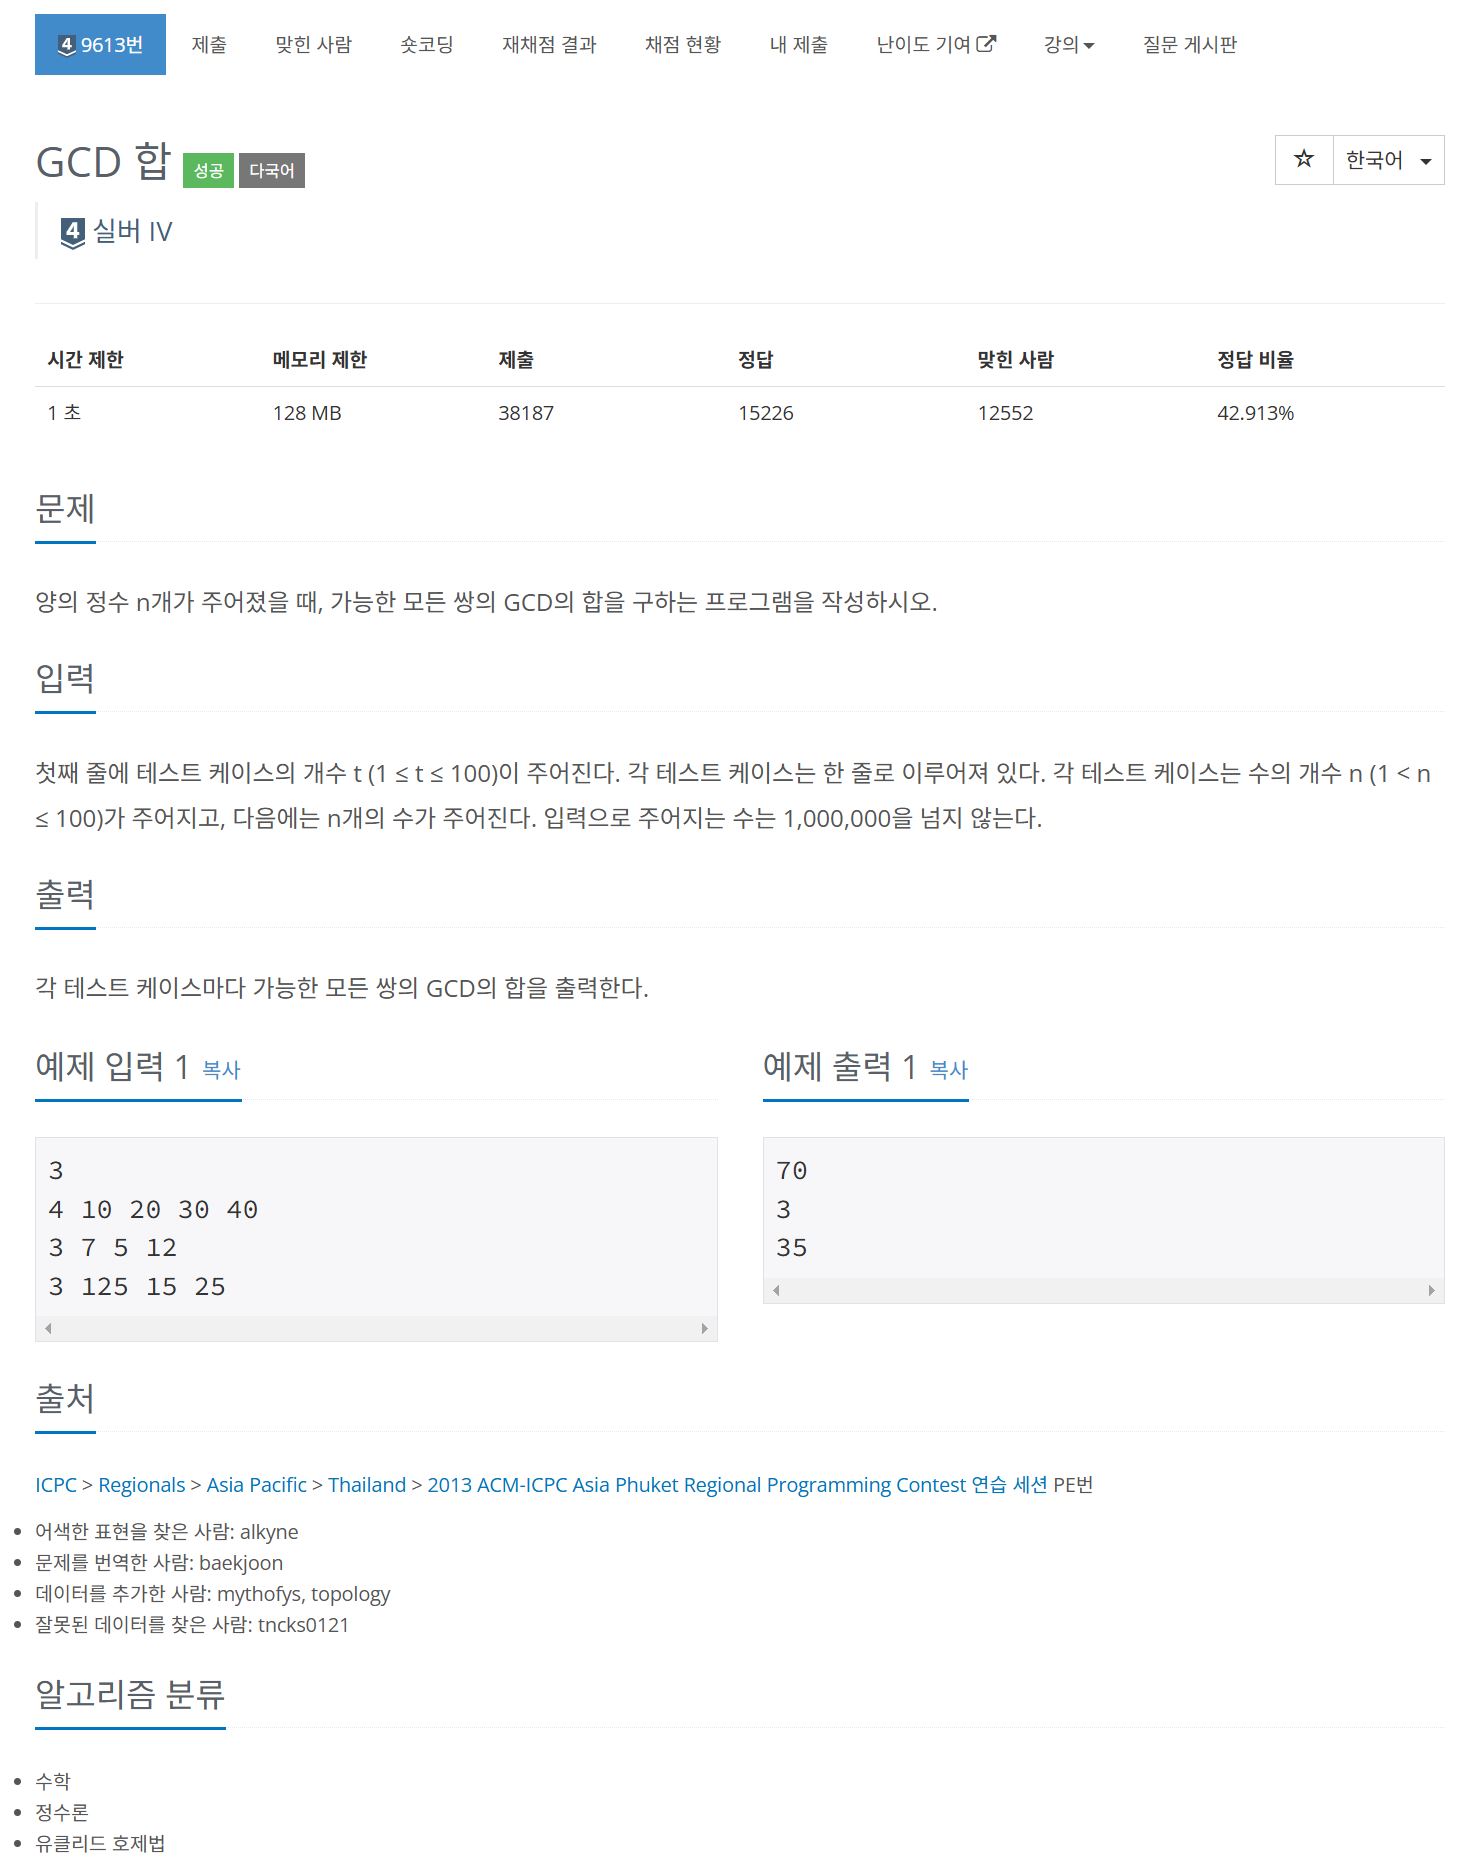 4 9613번 제출 맞힌 사람 숏코딩 재채점 결과 채점 현황 내 제출 난이도 기여 강의 질문 게시판
GCD 합 성공 다국어 ☆ 한국어
4 실버 IV
시간 제한 메모리 제한 제출 정답 맞힌 사람 정답 비율
1 초 128 MB 38187 15226 12552 42.913%
문제
양의 정수 n개가 주어졌을 때, 가능한 모든 쌍의 GCD의 합을 구하는 프로그램을 작성하시오.
입력
첫째 줄에 테스트 케이스의 개수 t (1 ≤ t ≤ 100)이 주어진다. 각 테스트 케이스는 한 줄로 이루어져 있다. 각 테스트 케이스는 수의 개수 n (1 < n
≤ 100)가 주어지고, 다음에는 n개의 수가 주어진다. 입력으로 주어지는 수는 1,000,000을 넘지 않는다.
출력
각 테스트 케이스마다 가능한 모든 쌍의 GCD의 합을 출력한다.
예제 입력 1 복사
3
4 10 20 30 40
3 7 5 12
3 125 15 25
예제 출력 1 복사
70
3
35
출처
ICPC > Regionals > Asia Pacific > Thailand > 2013 ACM-ICPC Asia Phuket Regional Programming Contest 연습 세션 PE번
어색한 표현을 찾은 사람: alkyne
문제를 번역한 사람: baekjoon
데이터를 추가한 사람: mythofys, topology
잘못된 데이터를 찾은 사람: tncks0121
알고리즘 분류
수학
정수론
유클리드 호제법